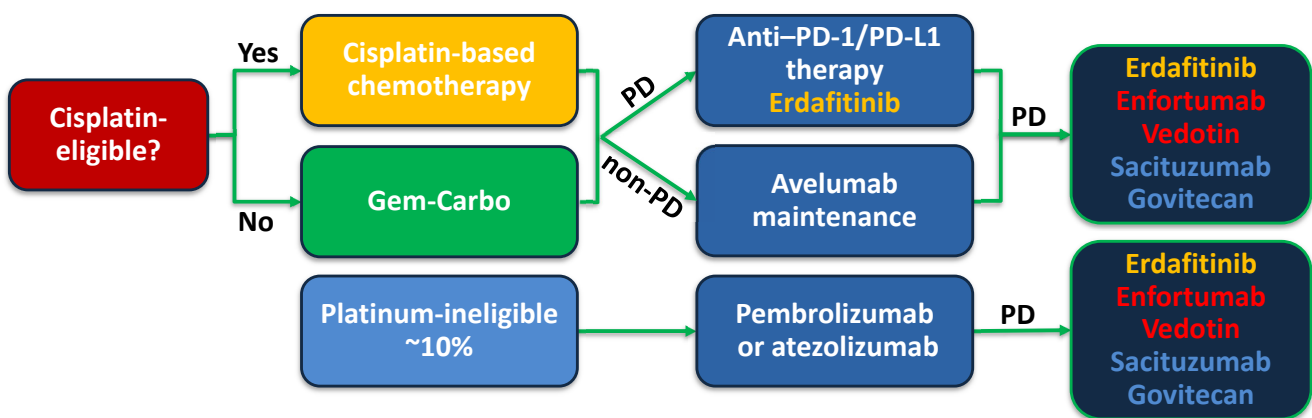 Cisplatin-
eligible?
Yes
No
Cisplatin-based
chemotherapy
Gem-Carbo
PD
non-PD
Anti–PD-1/PD-L1
therapy
Erdafitinib
Avelumab
maintenance
PD
Erdafitinib
Enfortumab
Vedotin
Sacituzumab
Govitecan
Platinum-ineligible
~10%
Pembrolizumab
or atezolizumab
PD
Erdafitinib
Enfortumab
Vedotin
Sacituzumab
Govitecan